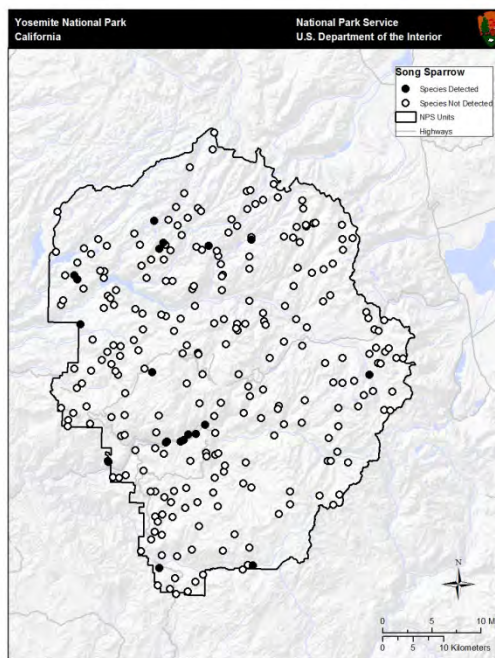 Yosemite National Park
California
National Park Service
U.S. Department of the Interior
Song Sparrow
Species Detected
Species Not Detected
NPS Units
Highways
N
0 5 10 M
0 5 10 Kilometers